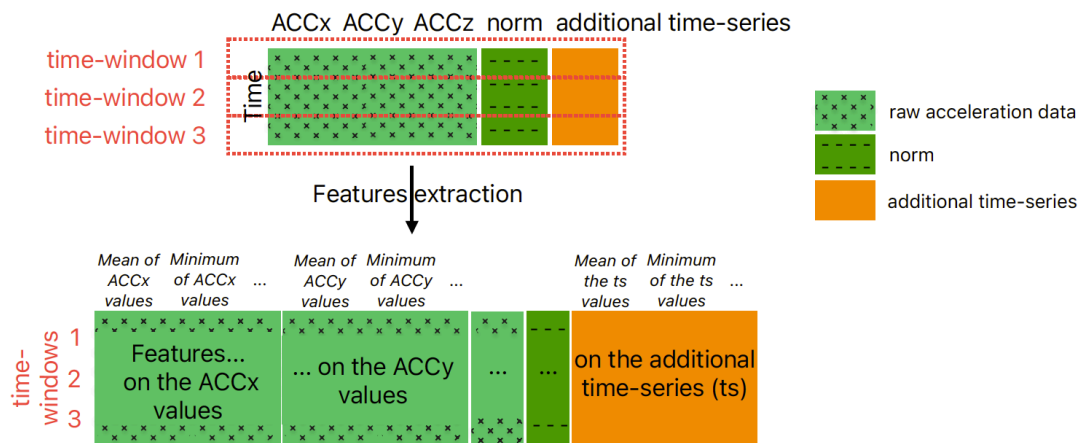 ACCx ACCy ACCz norm additional time-series
time-window 1
time-window 2
time-window 3
Time
raw acceleration data
norm
additional time-series
Features extraction
Mean of ACCx values
Minimum of ACCx values
...
Mean of ACCy values
Minimum of ACCy values
...
Mean of the ts values
Minimum of the ts values
...
time-windows
1
2
3
Features...
on the ACCx
values
... on the ACCy
values
...
...
on the additional
time-series (ts)